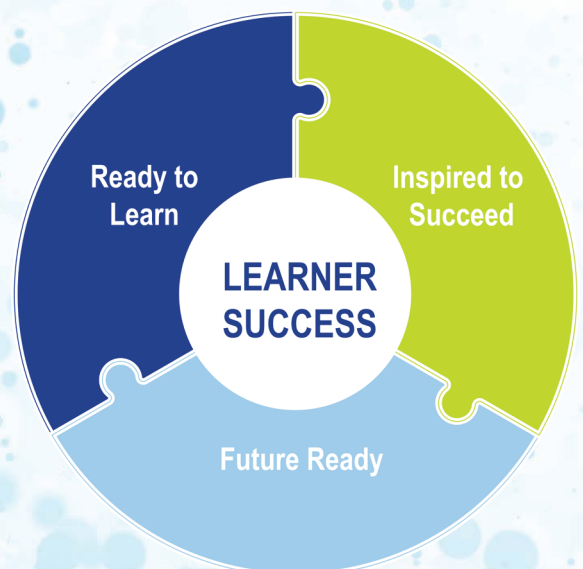 Ready to
Learn
Inspired to
Succeed
LEARNER
SUCCESS
Future Ready